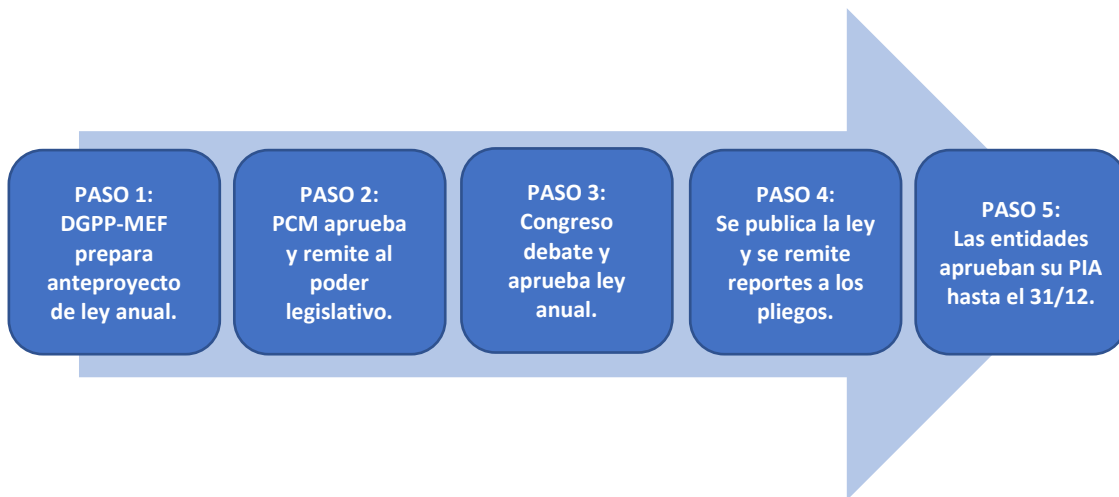 PASO 1:
DGPP-MEF
prepara
anteproyecto
de ley anual.
PASO 2:
PCM aprueba
y remite al
poder
legislativo.
PASO 3:
Congreso
debate y
aprueba ley
anual.
PASO 4:
Se publica la ley
y se remite
reportes a los
pliegos.
PASO 5:
Las entidades
aprueban su PIA
hasta el 31/12.